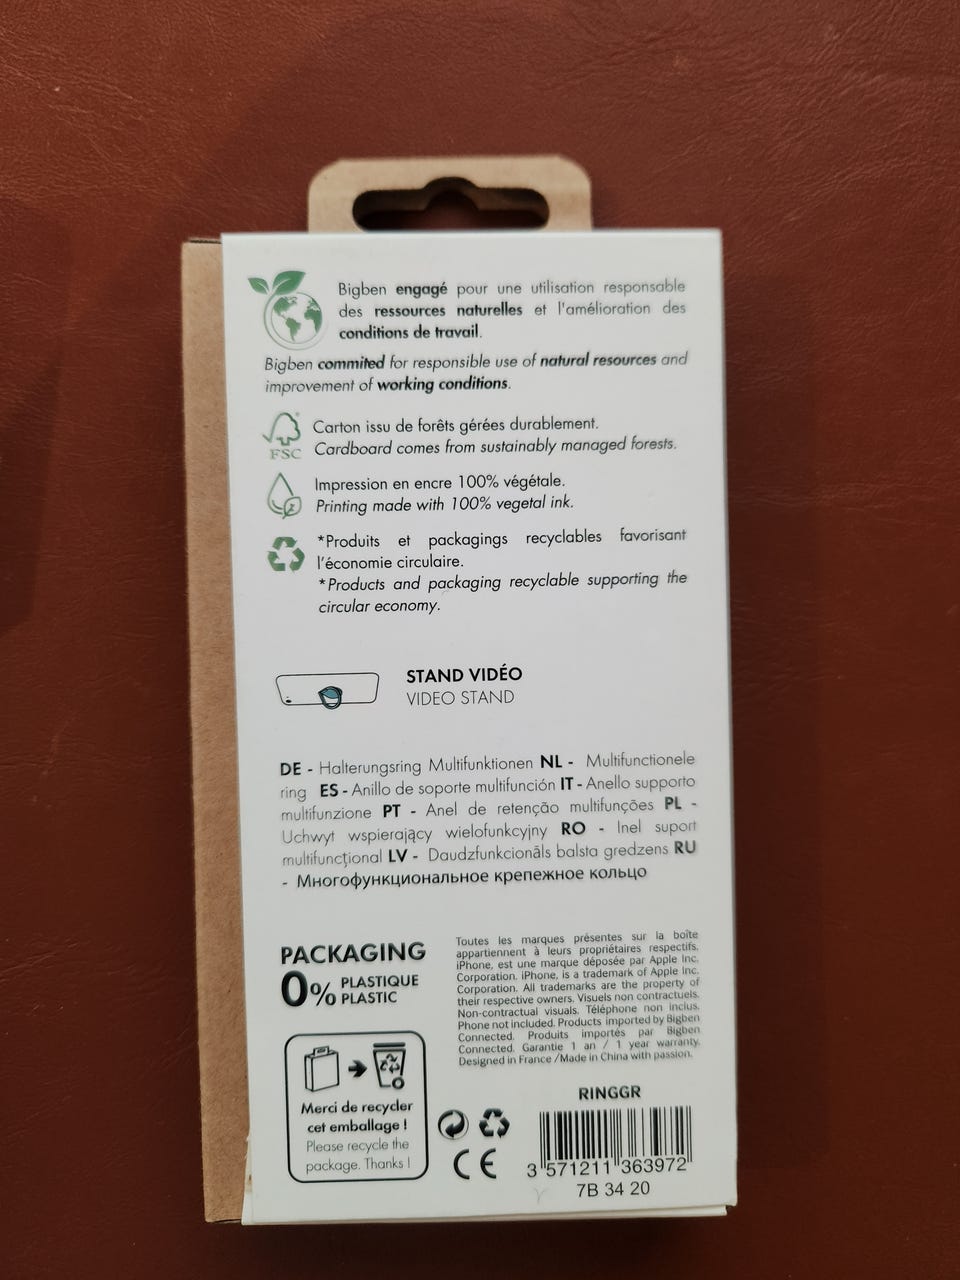 Bigben engagé pour une utilisation responsable
des ressources naturelles et l'amélioration des
conditions de travail.
Bigben commited for responsible use of natural resources and
improvement of working conditions.
FSC
Carton issu de forêts gérées durablement.
Cardboard comes from sustainably managed forests.
Impression en encre 100% végétale.
Printing made with 100% vegetal ink.
*Produits et packagings recyclables favorisant
l'économie circulaire.
*Products and packaging recyclable supporting the
circular economy.
STAND VIDÉO
VIDEO STAND
DE - Halterungsring Multifunktionen NL - Multifunctionele
ring ES - Anillo de soporte multifunción IT - Anello supporto
multifunzione PT - Anel de retenção multifunções PL -
Uchwyt wspierający wielofunkcyjny RO - Inel suport
multifuncțional LV - Daudzfunkcionāls balsta gredzens RU
- Многофункциональное крепежное кольцо
PACKAGING
0% PLASTIQUE
PLASTIC
Merci de recycler
cet emballage !
Please recycle the
package. Thanks !
Toutes les marques présentes sur la boîte
appartiennent à leurs propriétaires respectifs.
iPhone, est une marque déposée par Apple Inc.
Corporation. iPhone, is a trademark of Apple Inc.
Corporation. All trademarks are the property of
their respective owners. Visuels non contractuels.
Non-contractual visuals. Téléphone non inclus.
Phone not included. Products imported by Bigben
Connected. Produits importés par Bigben
Connected. Garantie 1 an / 1 year warranty.
Designed in France /Made in China with passion.
RINGGR
CE
3 571211 363972
7B 34 20